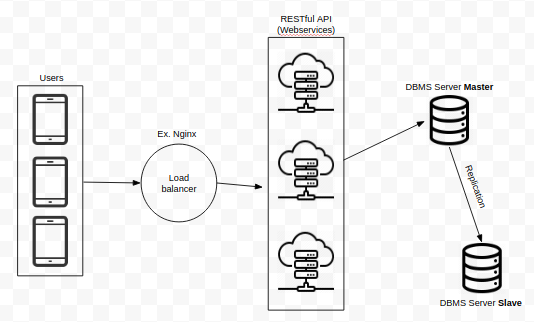 Users
Ex. Nginx
Load
balancer
RESTful API
(Webservices)
DBMS Server Master
Replication
DBMS Server Slave